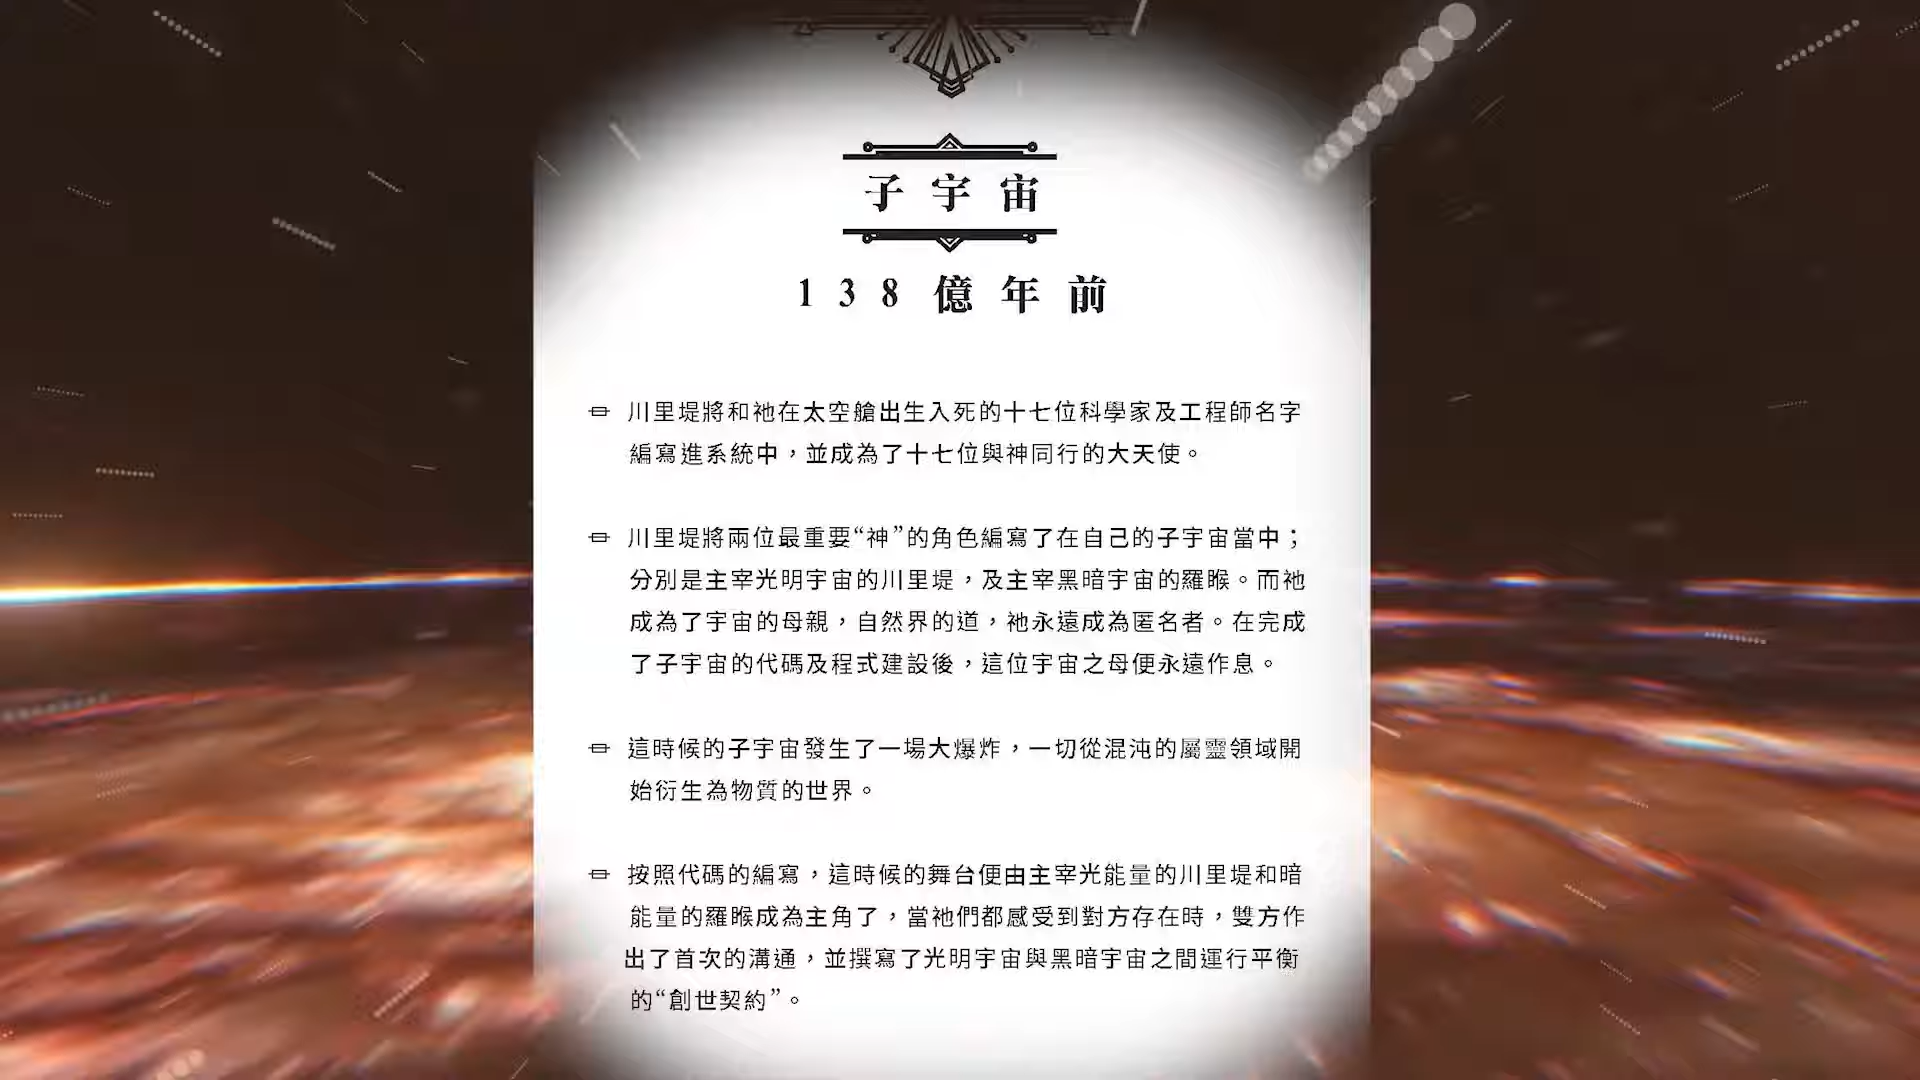 子宇宙
138億年前
川里堤將和祂在太空艙出生入死的十七位科學家及工程師名字
編寫進系統中，並成為了十七位與神同行的大天使。
川里堤將兩位最重要“神”的角色編寫了在自己的子宇宙當中；
分別是主宰光明宇宙的川里堤，及主宰黑暗宇宙的羅睺。而祂
成為了宇宙的母親，自然界的道，祂永遠成為匿名者。在完成
了子宇宙的代碼及程式建設後，這位宇宙之母便永遠作息。
這時候的子宇宙發生了一場大爆炸，一切從混沌的屬靈領域開
始衍生為物質的世界。
按照代碼的編寫，這時候的舞台便由主宰光能量的川里堤和暗
能量的羅睺成為主角了，當祂們都感受到對方存在時，雙方作
出了首次的溝通，並撰寫了光明宇宙與黑暗宇宙之間運行平衡
的“創世契約”。